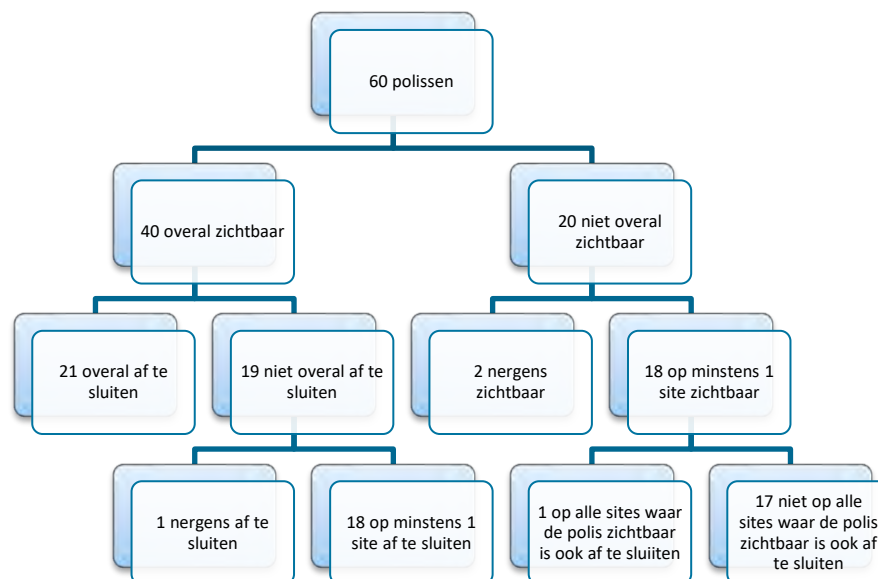 60 polissen
40 overal zichtbaar
20 niet overal
zichtbaar
21 overal af te
sluiten
19 niet overal af te
sluiten
2 nergens
zichtbaar
18 op minstens 1
site zichtbaar
1 nergens af te
sluiten
18 op minstens 1
site af te sluiten
1 op alle sites waar
de polis zichtbaar
is ook af te sluiiten
17 niet op alle
sites waar de polis
zichtbaar is ook af
te sluiten